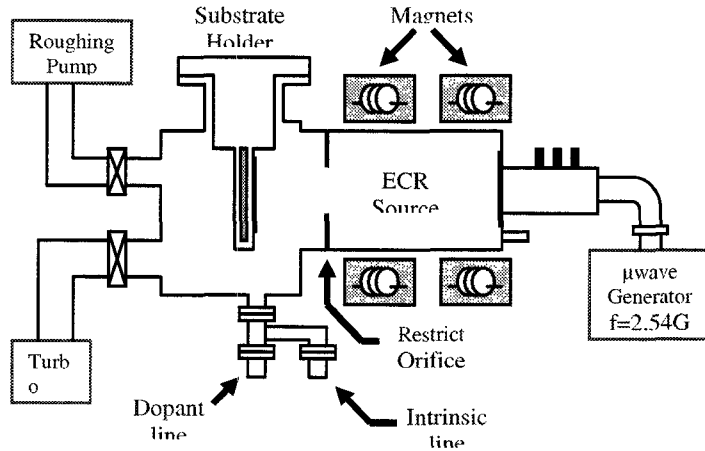 Substrate
Holder
Magnets
Roughing
Pump
ECR
Source
µwave
Generator
f=2.54G
Restrict
Orifice
Turb
o
Dopant
line
Intrinsic
line